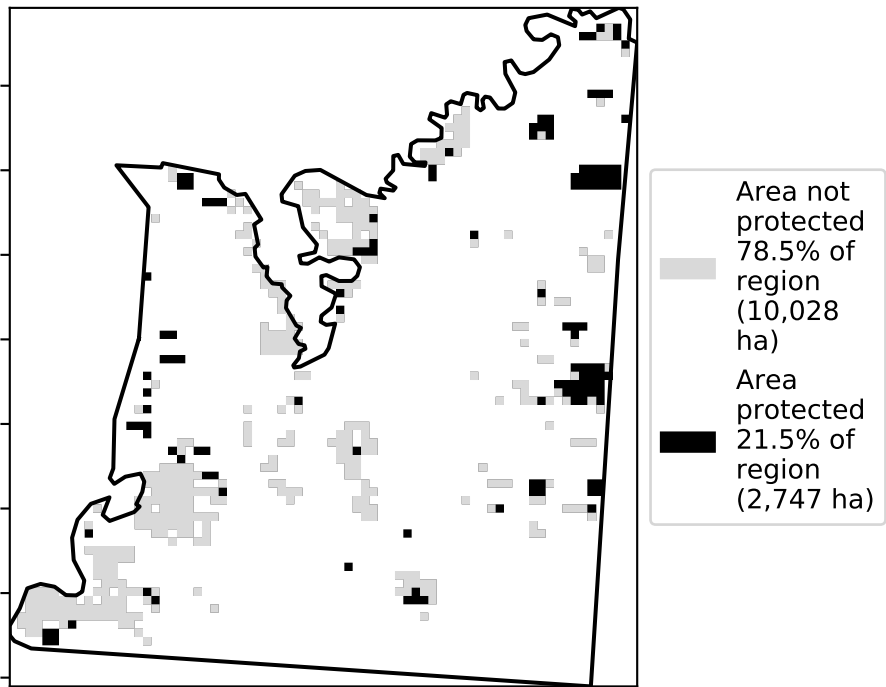 Area not
protected
78.5% of
region
(10,028
ha)
Area
protected
21.5% of
region
(2,747 ha)